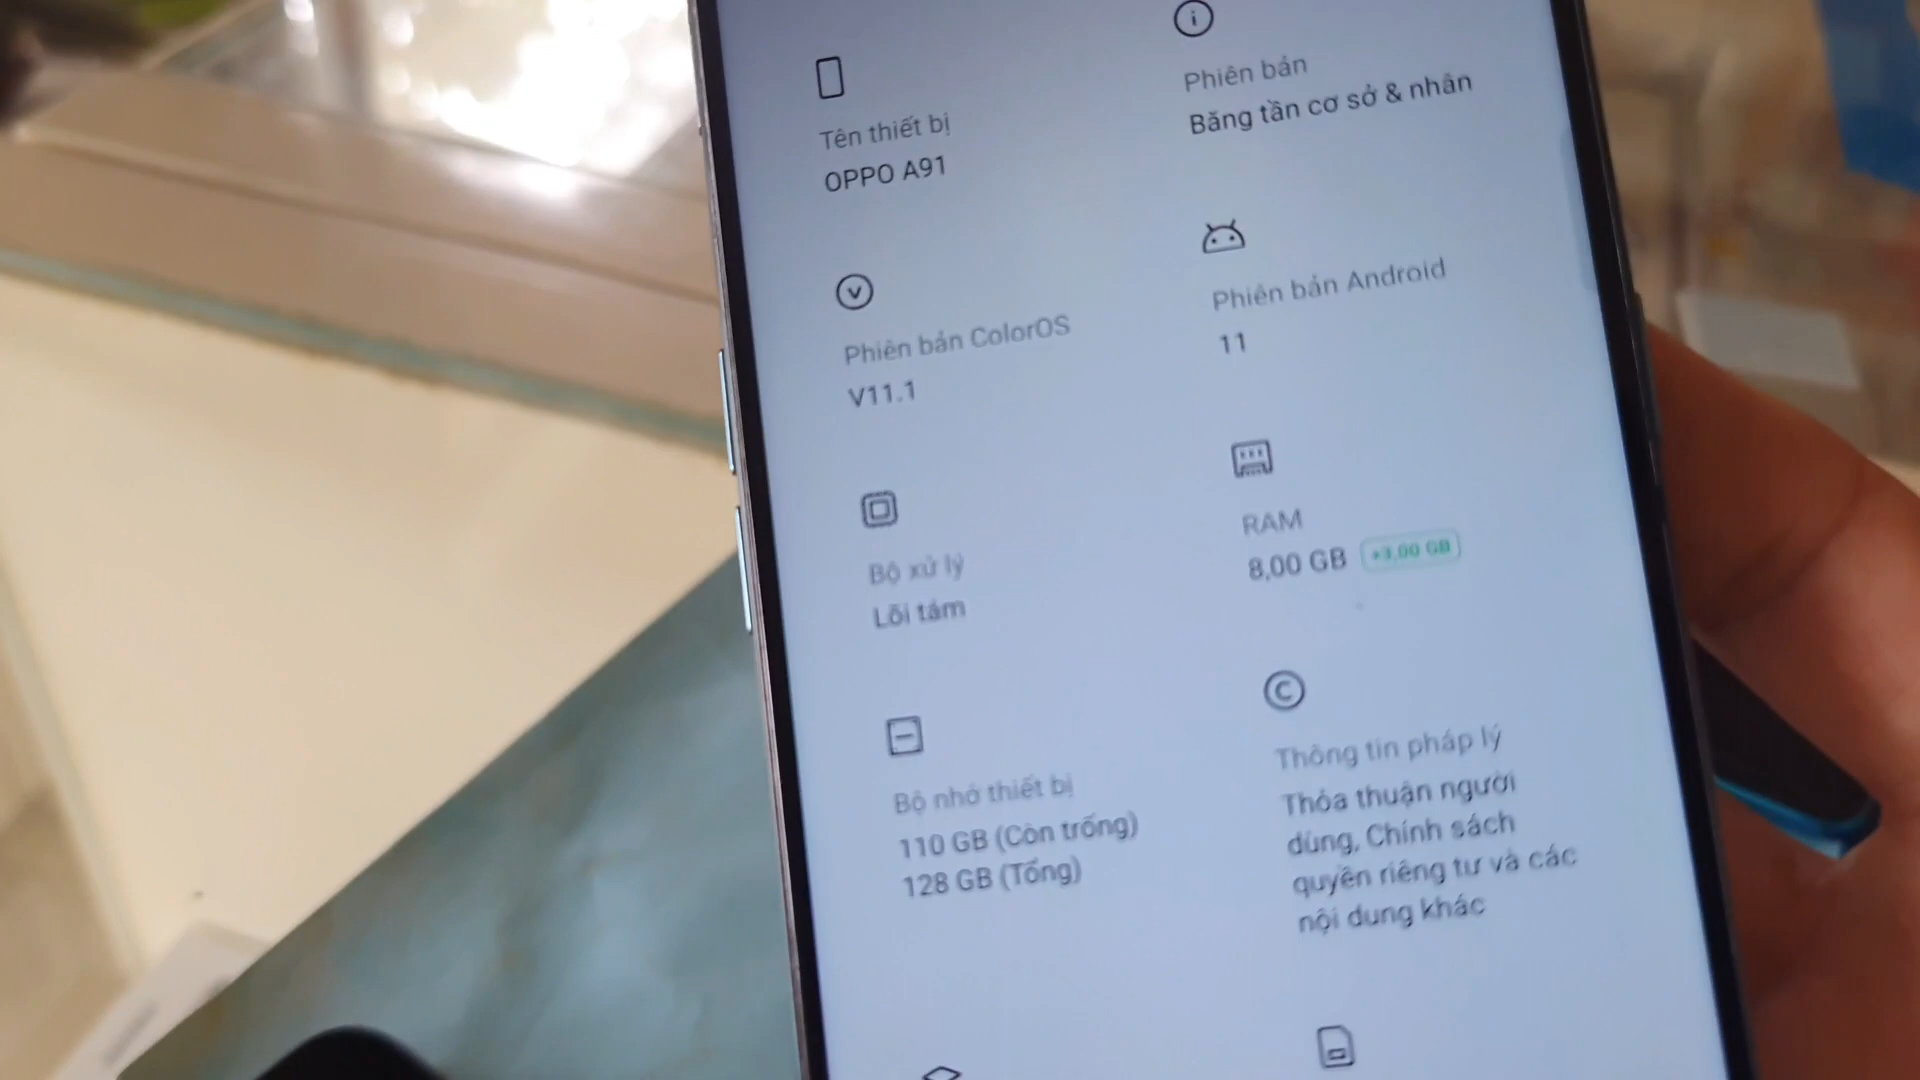 Tên thiết bị
OPPO A91
Phiên bản
Băng tần cơ sở & nhân
Phiên bản ColorOS
V11.1
Phiên bản Android
11
Bộ xử lý
Lõi tám
RAM
8,00 GB +3,00 GB
Bộ nhớ thiết bị
110 GB (Còn trống)
128 GB (Tổng)
Thông tin pháp lý
Thỏa thuận người
dùng, Chính sách
quyền riêng tư và các
nội dung khác